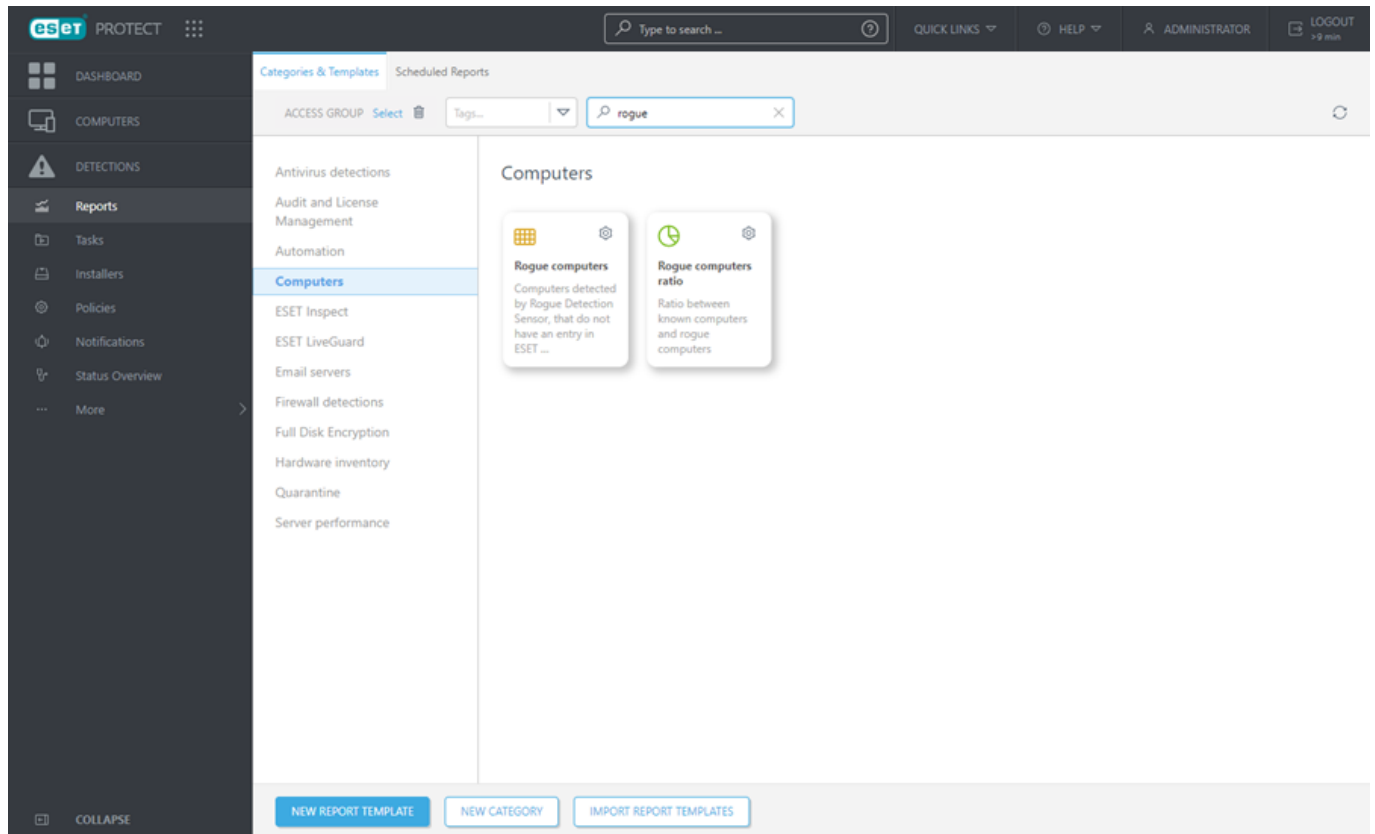 eset PROTECT
Type to search ...
QUICK LINKS
HELP
ADMINISTRATOR
LOGOUT
>9 min
DASHBOARD
COMPUTERS
DETECTIONS
Reports
Tasks
Installers
Policies
Notifications
Status Overview
More
COLLAPSE
Categories & Templates
Scheduled Reports
ACCESS GROUP Select
Tags...
rogue
Antivirus detections
Audit and License
Management
Automation
Computers
ESET Inspect
ESET LiveGuard
Email servers
Firewall detections
Full Disk Encryption
Hardware inventory
Quarantine
Server performance
Computers
Rogue computers
Computers detected
by Rogue Detection
Sensor, that do not
have an entry in
ESET ...
Rogue computers
ratio
Ratio between
known computers
and rogue
computers
NEW REPORT TEMPLATE
NEW CATEGORY
IMPORT REPORT TEMPLATES